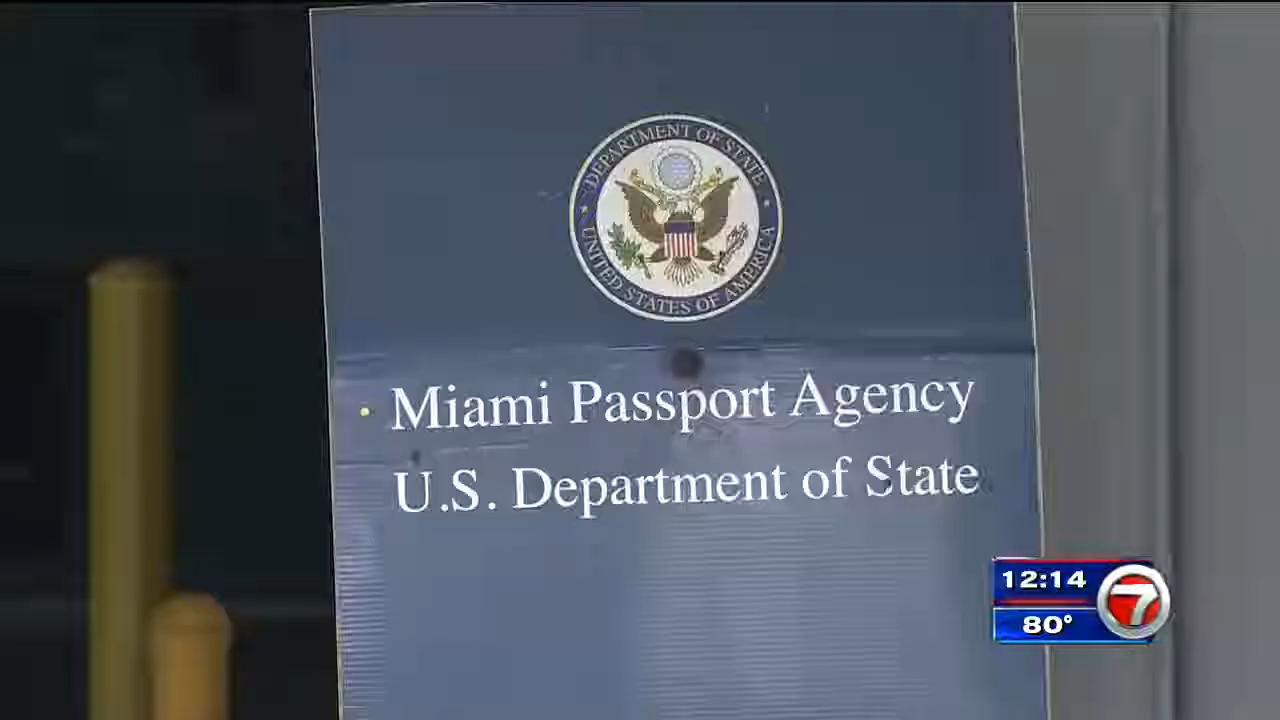 DEPARTMENT OF STATE
UNITED STATES OF AMERICA
Miami Passport Agency
U.S. Department of State
12:14
7
80°